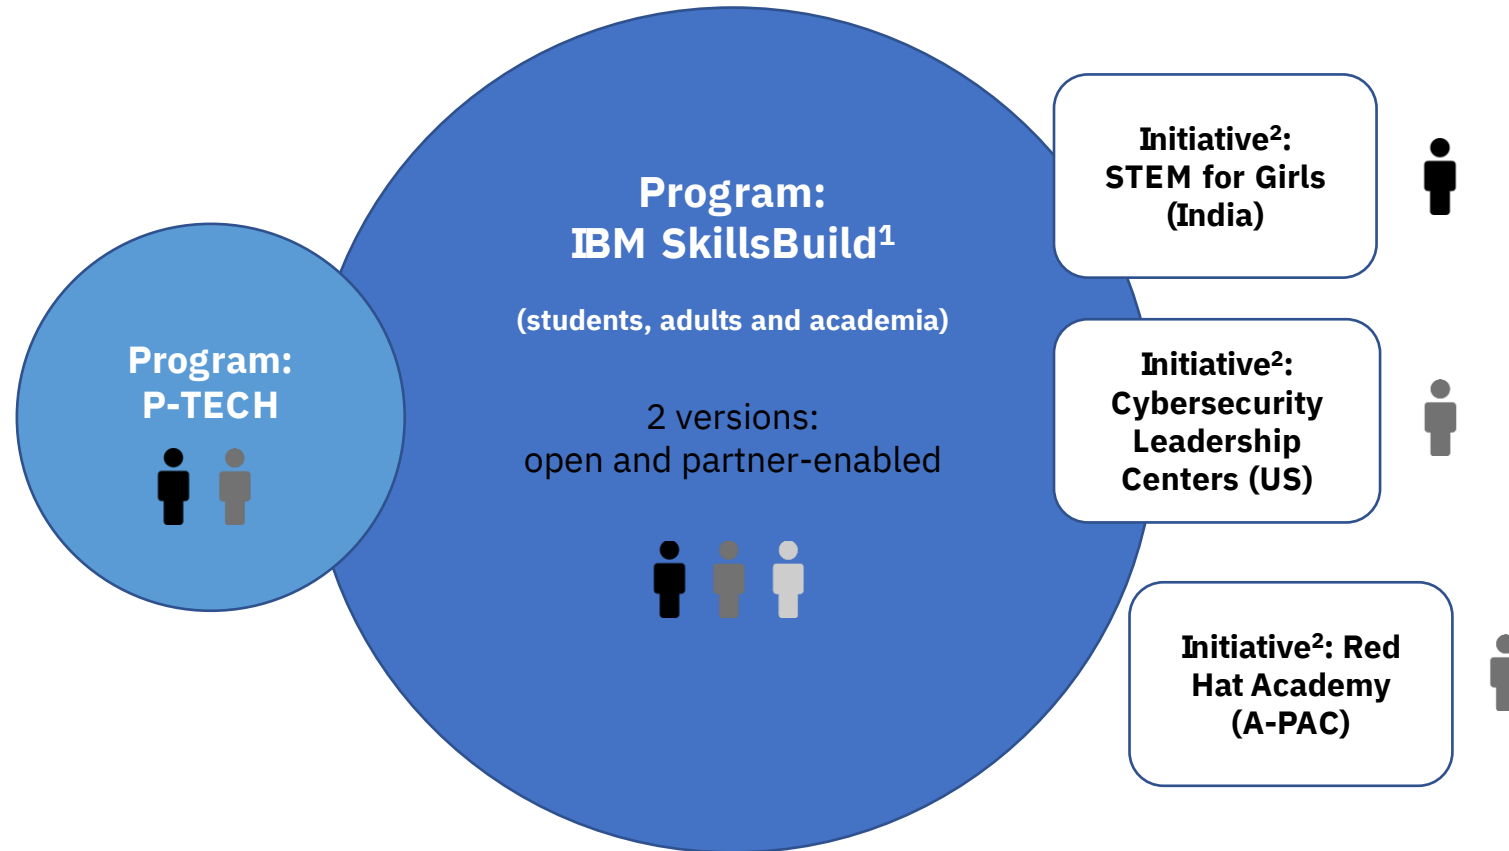 Program:
P-TECH
Program:
IBM SkillsBuild¹
(students, adults and academia)
2 versions:
open and partner-enabled
Initiative²:
STEM for Girls
(India)
Initiative²:
Cybersecurity
Leadership
Centers (US)
Initiative²: Red
Hat Academy
(A-PAC)